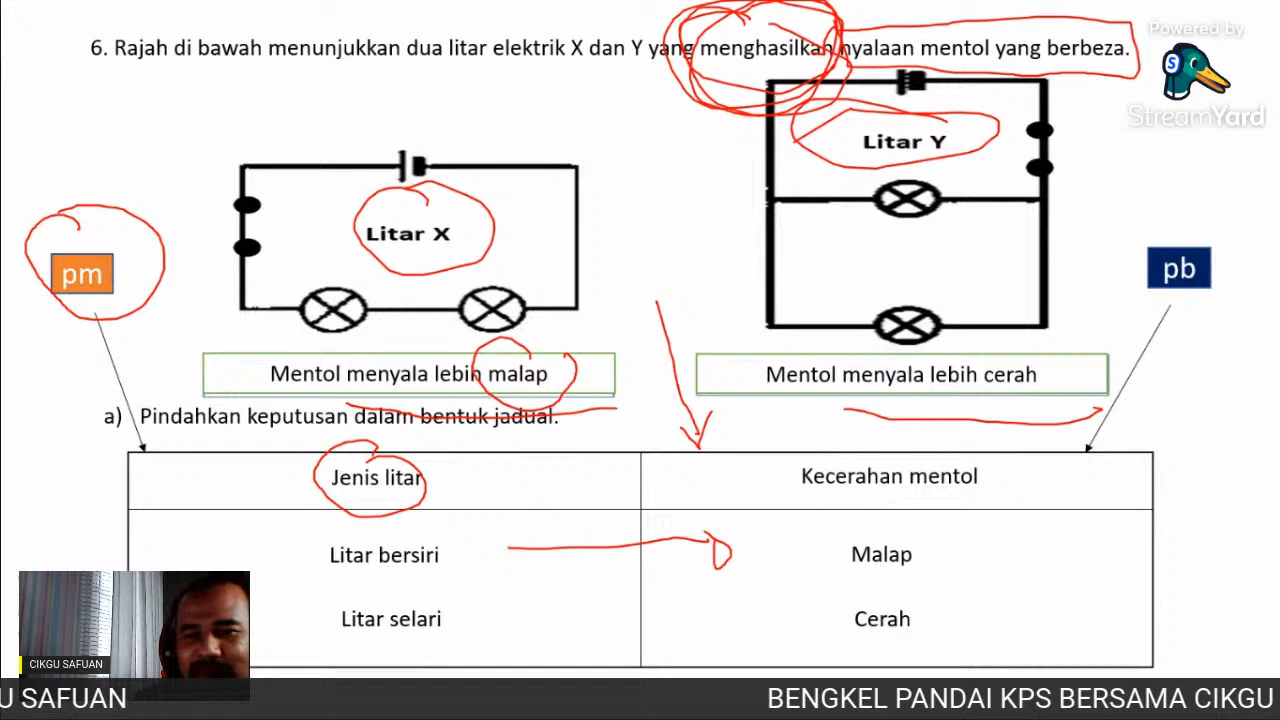 Powered by
StreamYard
6. Rajah di bawah menunjukkan dua litar elektrik X dan Y yang menghasilkan nyalaan mentol yang berbeza.
Litar X
Litar Y
pm
pb
Mentol menyala lebih malap
Mentol menyala lebih cerah
a) Pindahkan keputusan dalam bentuk jadual.
Jenis litar
Kecerahan mentol
Litar bersiri
Malap
Litar selari
Cerah
CIKGU SAFUAN
U SAFUAN
BENGKEL PANDAI KPS BERSAMA CIKGU